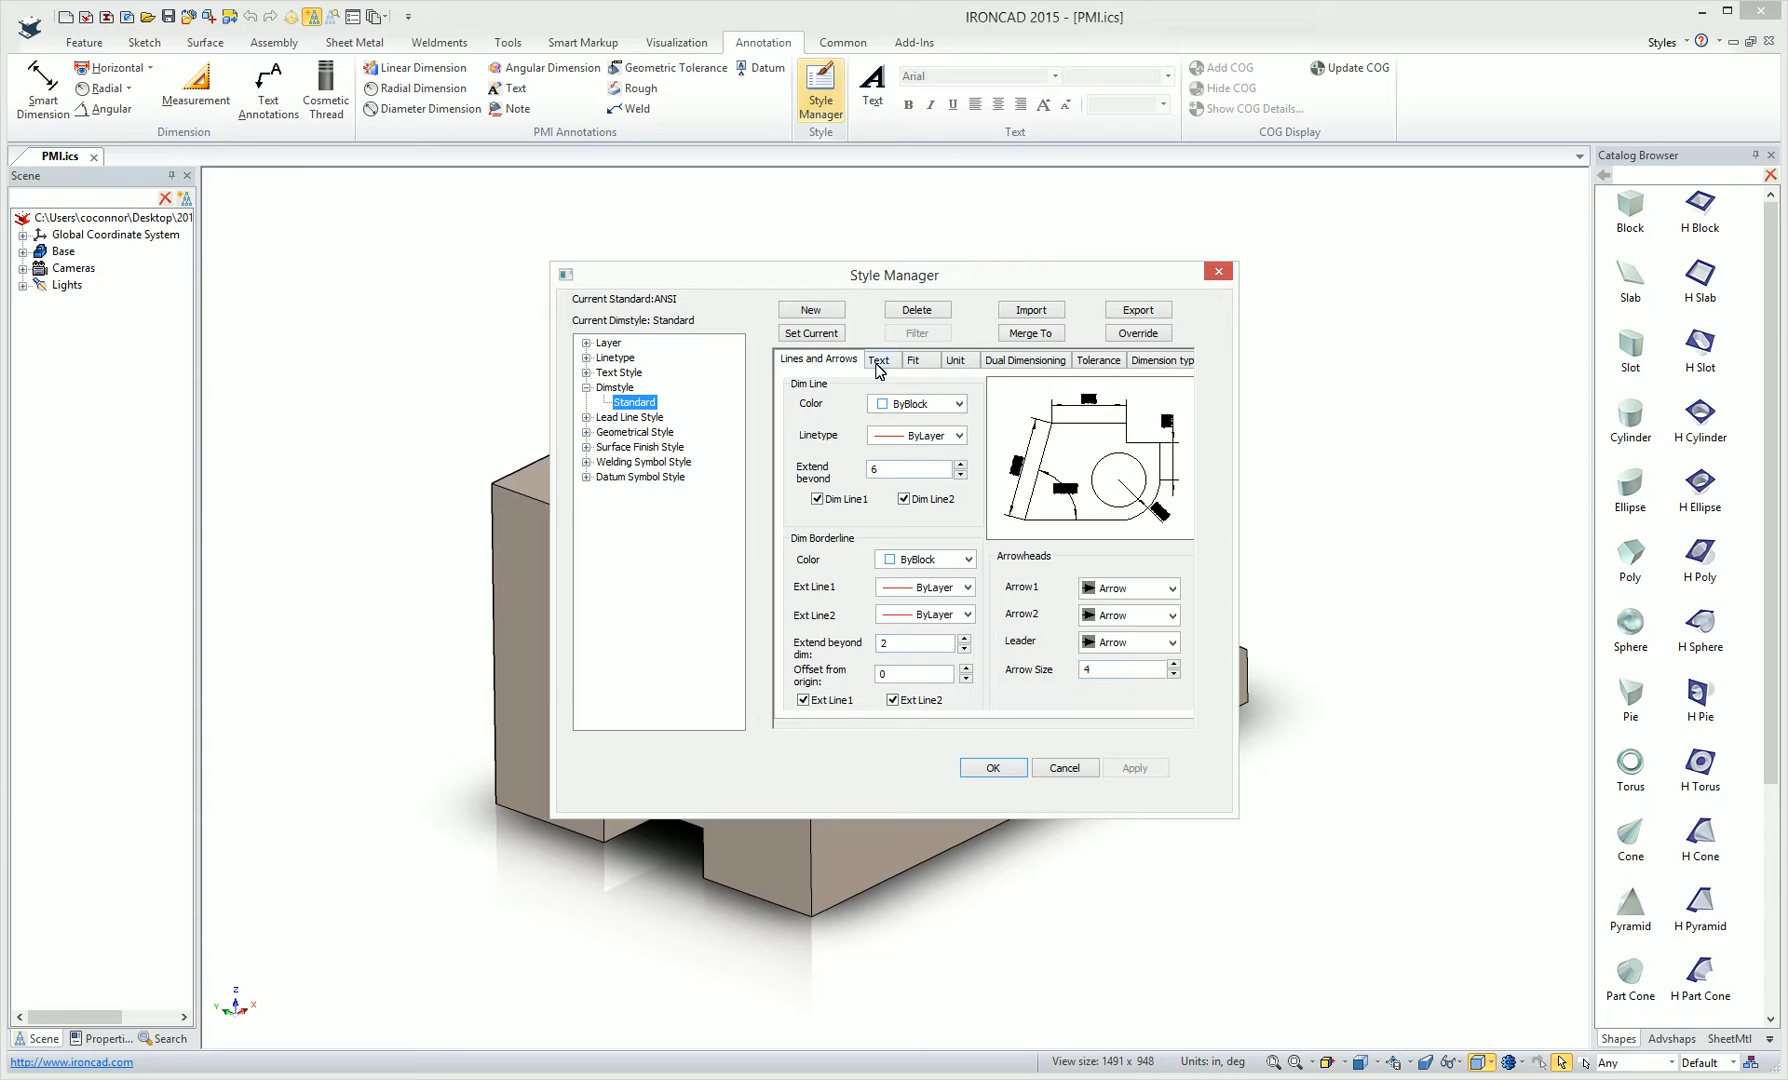 IRONCAD 2015 - [PMI.ics]
Feature Sketch Surface Assembly Sheet Metal Weldments Tools Smart Markup Visualization Annotation Common Add-Ins Styles
Smart Dimension
Horizontal
Radial
Angular
Measurement
Text Annotations
Cosmetic Thread
Dimension
Linear Dimension
Radial Dimension
Diameter Dimension
Angular Dimension
Text
Note
Geometric Tolerance
Rough
Weld
Datum
PMI Annotations
Style Manager
Style
Text
Arial
B I U
Text
Add COG
Hide COG
Show COG Details...
Update COG
COG Display
PMI.ics
Scene
C:\Users\coconnor\Desktop\201
Global Coordinate System
Base
Cameras
Lights
Style Manager
Current Standard:ANSI
Current Dimstyle: Standard
New Delete Import Export
Set Current Filter Merge To Override
Layer
Linetype
Text Style
Dimstyle
Standard
Lead Line Style
Geometrical Style
Surface Finish Style
Welding Symbol Style
Datum Symbol Style
Lines and Arrows Text Fit Unit Dual Dimensioning Tolerance Dimension typ
Dim Line
Color ByBlock
Linetype ByLayer
Extend bevond 6
Dim Line1 Dim Line2
Dim Borderline
Color ByBlock
Ext Line1 ByLayer
Ext Line2 ByLayer
Extend beyond dim: 2
Offset from origin: 0
Ext Line1 Ext Line2
Arrowheads
Arrow1 Arrow
Arrow2 Arrow
Leader Arrow
Arrow Size 4
OK Cancel Apply
Catalog Browser
Block H Block
Slab H Slab
Slot H Slot
Cylinder H Cylinder
Ellipse H Ellipse
Poly H Poly
Sphere H Sphere
Pie H Pie
Torus H Torus
Cone H Cone
Pyramid H Pyramid
Part Cone H Part Cone
Z
Y X
Scene Properti... Search
Shapes Advshaps SheetMtl
http://www.ironcad.com
View size: 1491 x 948 Units: in, deg Any Default